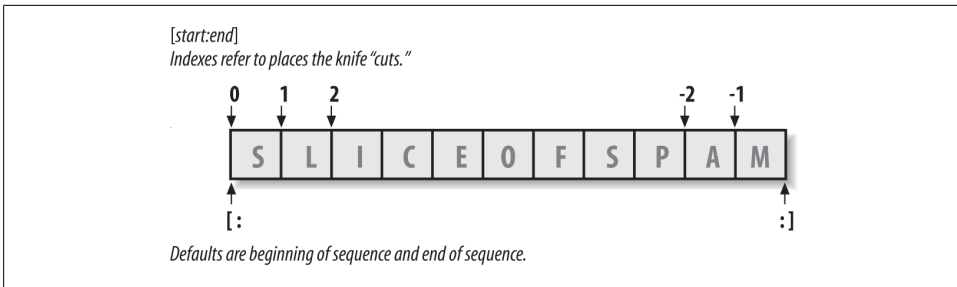 [start:end]
Indexes refer to places the knife “cuts.”
0 1 2 -2 -1
S L I C E O F S P A M
[: :]
Defaults are beginning of sequence and end of sequence.